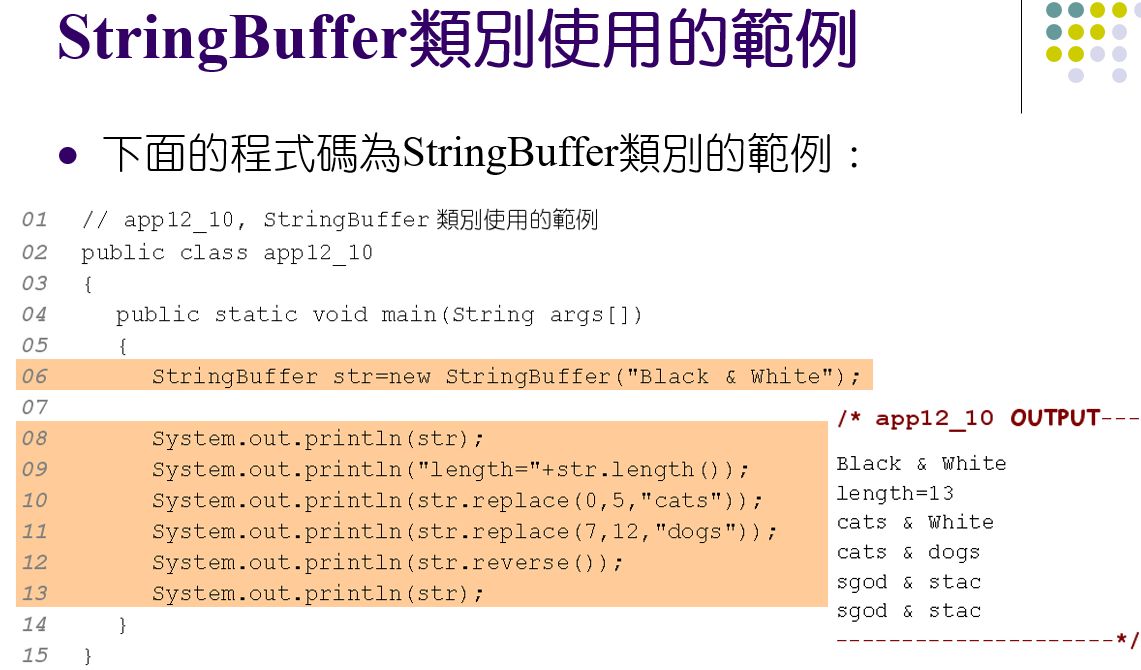 StringBuffer類別使用的範例
● 下面的程式碼為StringBuffer類別的範例：
01 // app12_10, StringBuffer 類別使用的範例
02 public class app12_10
03 {
04 public static void main(String args[])
05 {
06 StringBuffer str=new StringBuffer("Black & White");
07
08 System.out.println(str);
09 System.out.println("length="+str.length());
10 System.out.println(str.replace(0,5,"cats"));
11 System.out.println(str.replace(7,12,"dogs"));
12 System.out.println(str.reverse());
13 System.out.println(str);
14 }
15 }
/* app12_10 OUTPUT---
Black & White
length=13
cats & White
cats & dogs
sgod & stac
sgod & stac
---------------------*/